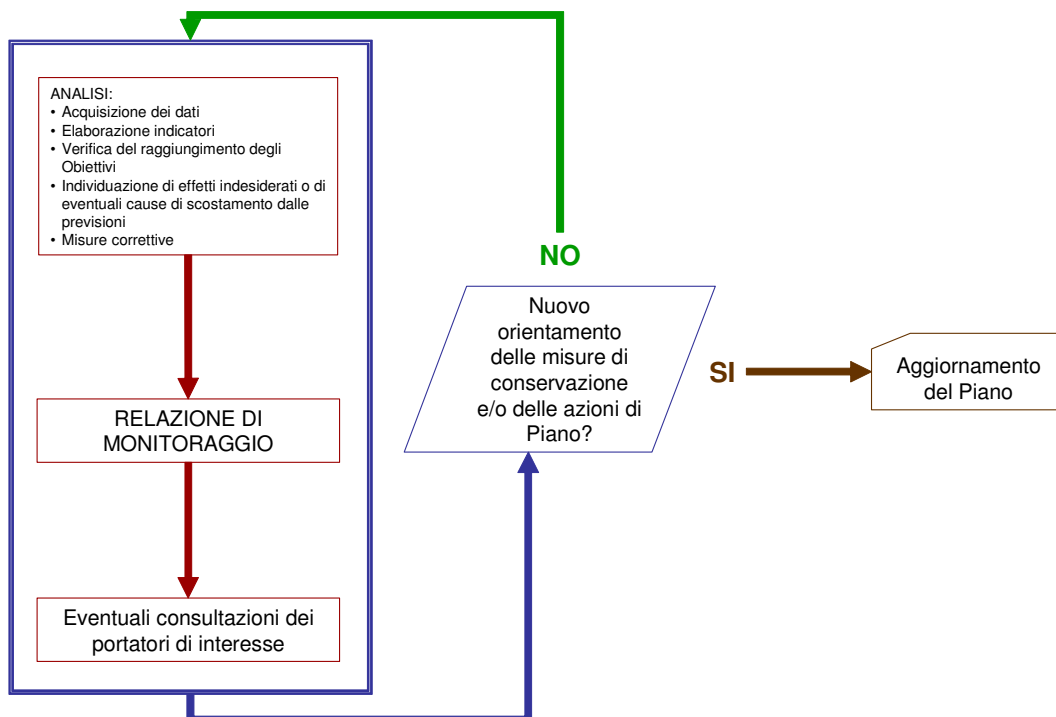 ANALISI:
• Acquisizione dei dati
• Elaborazione indicatori
• Verifica del raggiungimento degli
Obiettivi
• Individuazione di effetti indesiderati o di
eventuali cause di scostamento dalle
previsioni
• Misure correttive
RELAZIONE DI
MONITORAGGIO
Eventuali consultazioni dei
portatori di interesse
NO
Nuovo
orientamento
delle misure di
conservazione
e/o delle azioni di
Piano?
SI
Aggiornamento
del Piano